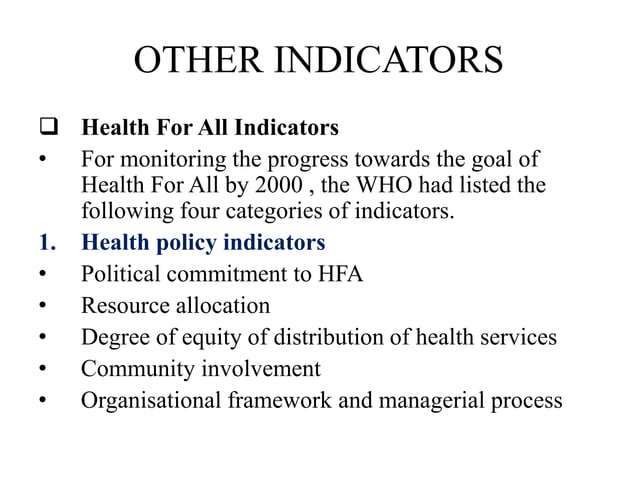 OTHER INDICATORS
❑ Health For All Indicators
• For monitoring the progress towards the goal of
Health For All by 2000 , the WHO had listed the
following four categories of indicators.
1. Health policy indicators
• Political commitment to HFA
• Resource allocation
• Degree of equity of distribution of health services
• Community involvement
• Organisational framework and managerial process